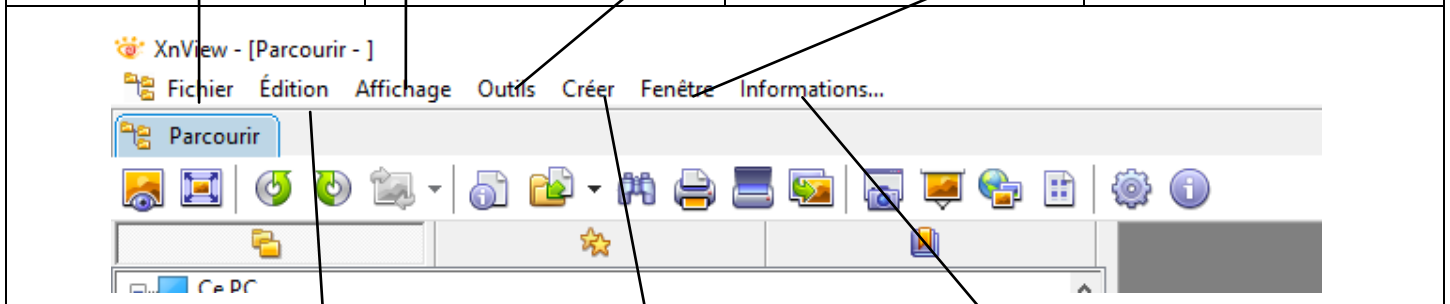 XnView - [Parcourir - ]
Fichier Édition Affichage Outils Créer Fenêtre Informations...
Parcourir
Ce PC